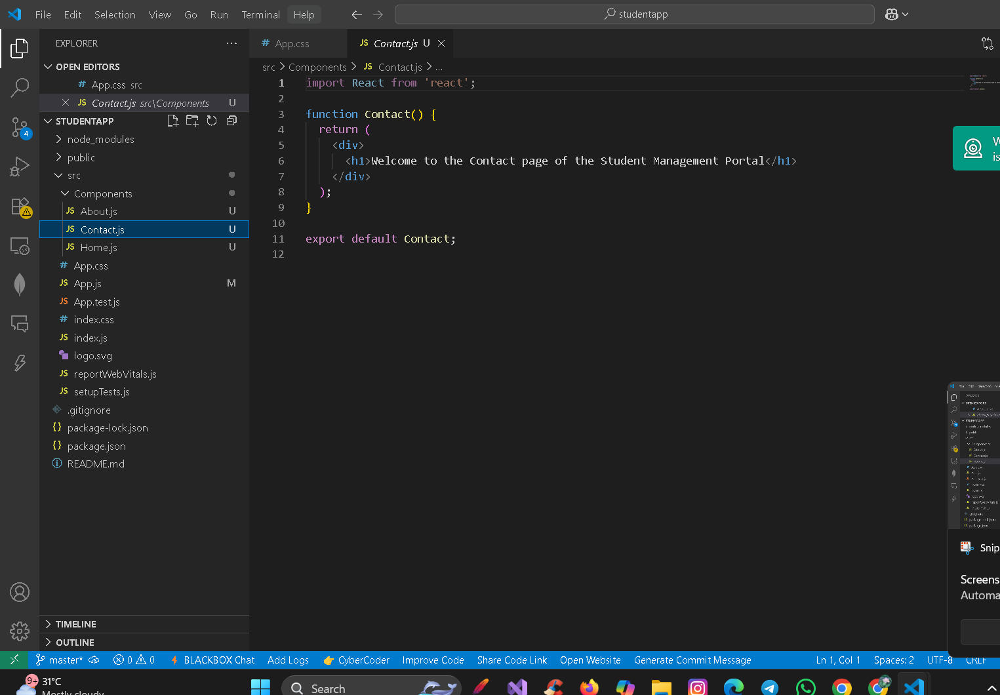 File Edit Selection View Go Run Terminal Help
studentapp
EXPLORER
OPEN EDITORS
App.css src
Contact.js src\Components U
STUDENTAPP
node_modules
public
src
Components
About.js U
Contact.js U
Home.js U
App.css
App.js M
App.test.js
index.css
index.js
logo.svg
reportWebVitals.js
setupTests.js
.gitignore
package-lock.json
package.json
README.md
TIMELINE
OUTLINE
App.css
JS Contact.js U
src > Components > JS Contact.js > ...
1 import React from 'react';
2
3 function Contact() {
4 return (
5 <div>
6 <h1>Welcome to the Contact page of the Student Management Portal</h1>
7 </div>
8 );
9 }
10
11 export default Contact;
12
4
Snip
Screens
Automa
master* 0 0 BLACKBOX Chat Add Logs CyberCoder Improve Code Share Code Link Open Website Generate Commit Message Ln 1, Col 1 Spaces: 2 UTF-8 CRLF
9+ 31°C
Mostly cloudy
Search